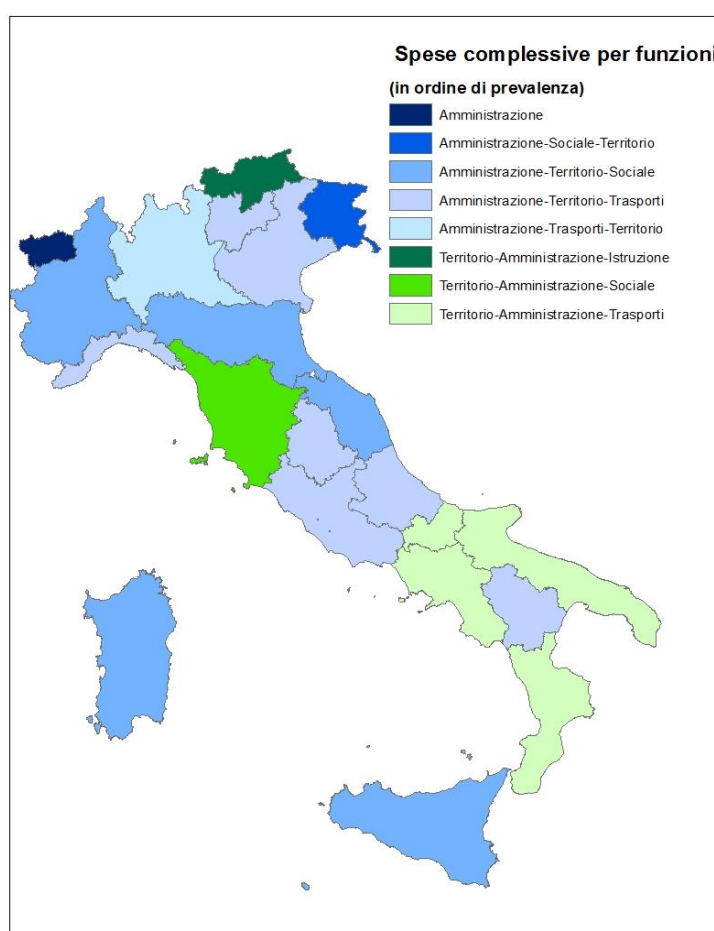 Spese complessive per funzioni
(in ordine di prevalenza)
Amministrazione
Amministrazione-Sociale-Territorio
Amministrazione-Territorio-Sociale
Amministrazione-Territorio-Trasporti
Amministrazione-Trasporti-Territorio
Territorio-Amministrazione-Istruzione
Territorio-Amministrazione-Sociale
Territorio-Amministrazione-Trasporti